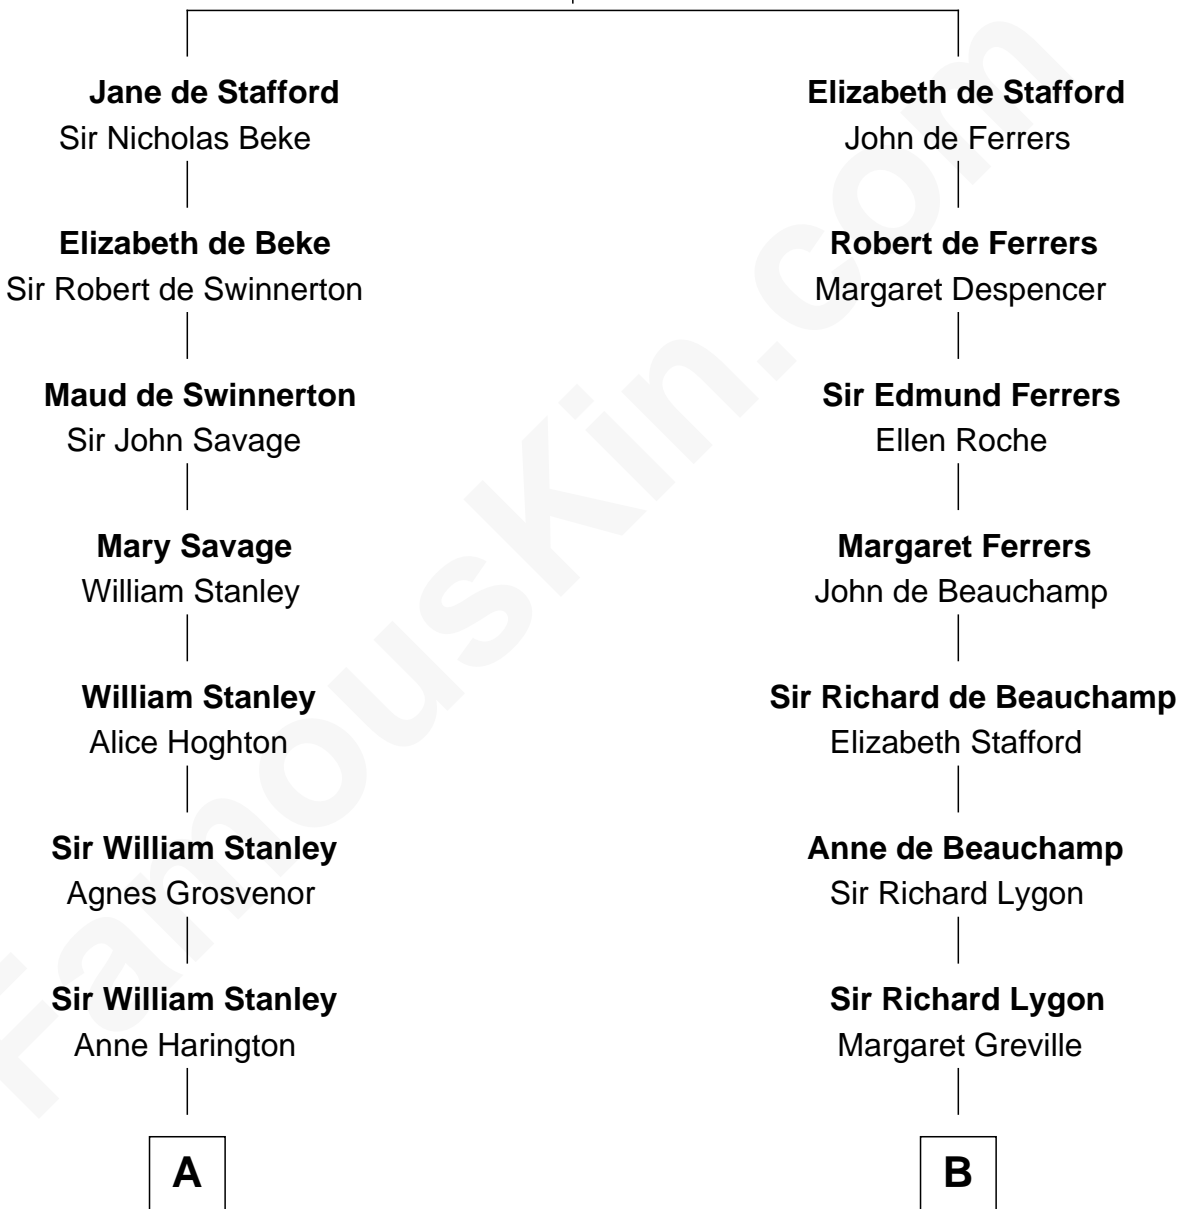 Jane de Stafford
Sir Nicholas Beke
Elizabeth de Beke
Sir Robert de Swinnerton
Maud de Swinnerton
Sir John Savage
Mary Savage
William Stanley
William Stanley
Alice Hoghton
Sir William Stanley
Agnes Grosvenor
Sir William Stanley
Anne Harington
A
Elizabeth de Stafford
John de Ferrers
Robert de Ferrers
Margaret Despencer
Sir Edmund Ferrers
Ellen Roche
Margaret Ferrers
John de Beauchamp
Sir Richard de Beauchamp
Elizabeth Stafford
Anne de Beauchamp
Sir Richard Lygon
Sir Richard Lygon
Margaret Greville
B
FamousKin.com